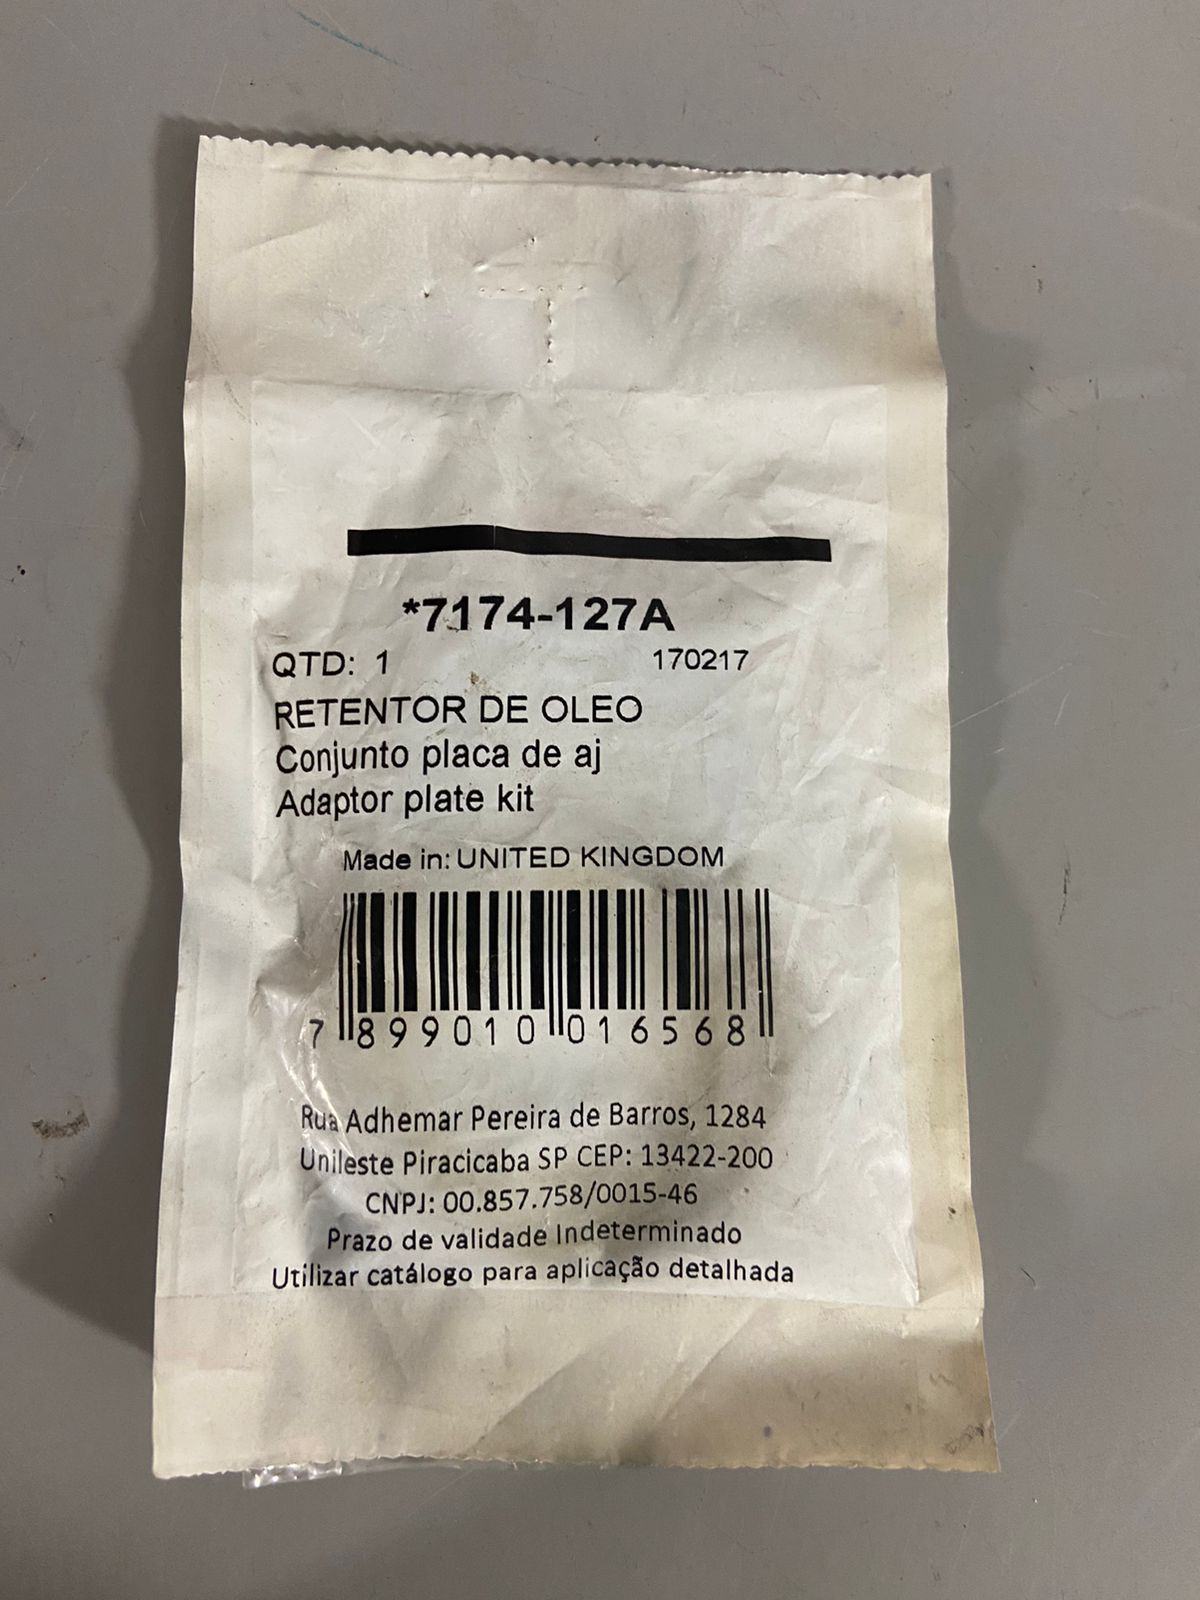 *7174-127A
QTD: 1 170217
RETENTOR DE OLEO
Conjunto placa de aj
Adaptor plate kit
Made in: UNITED KINGDOM
7 899010 016568
Rua Adhemar Pereira de Barros, 1284
Unileste Piracicaba SP CEP: 13422-200
CNPJ: 00.857.758/0015-46
Prazo de validade Indeterminado
Utilizar catálogo para aplicação detalhada